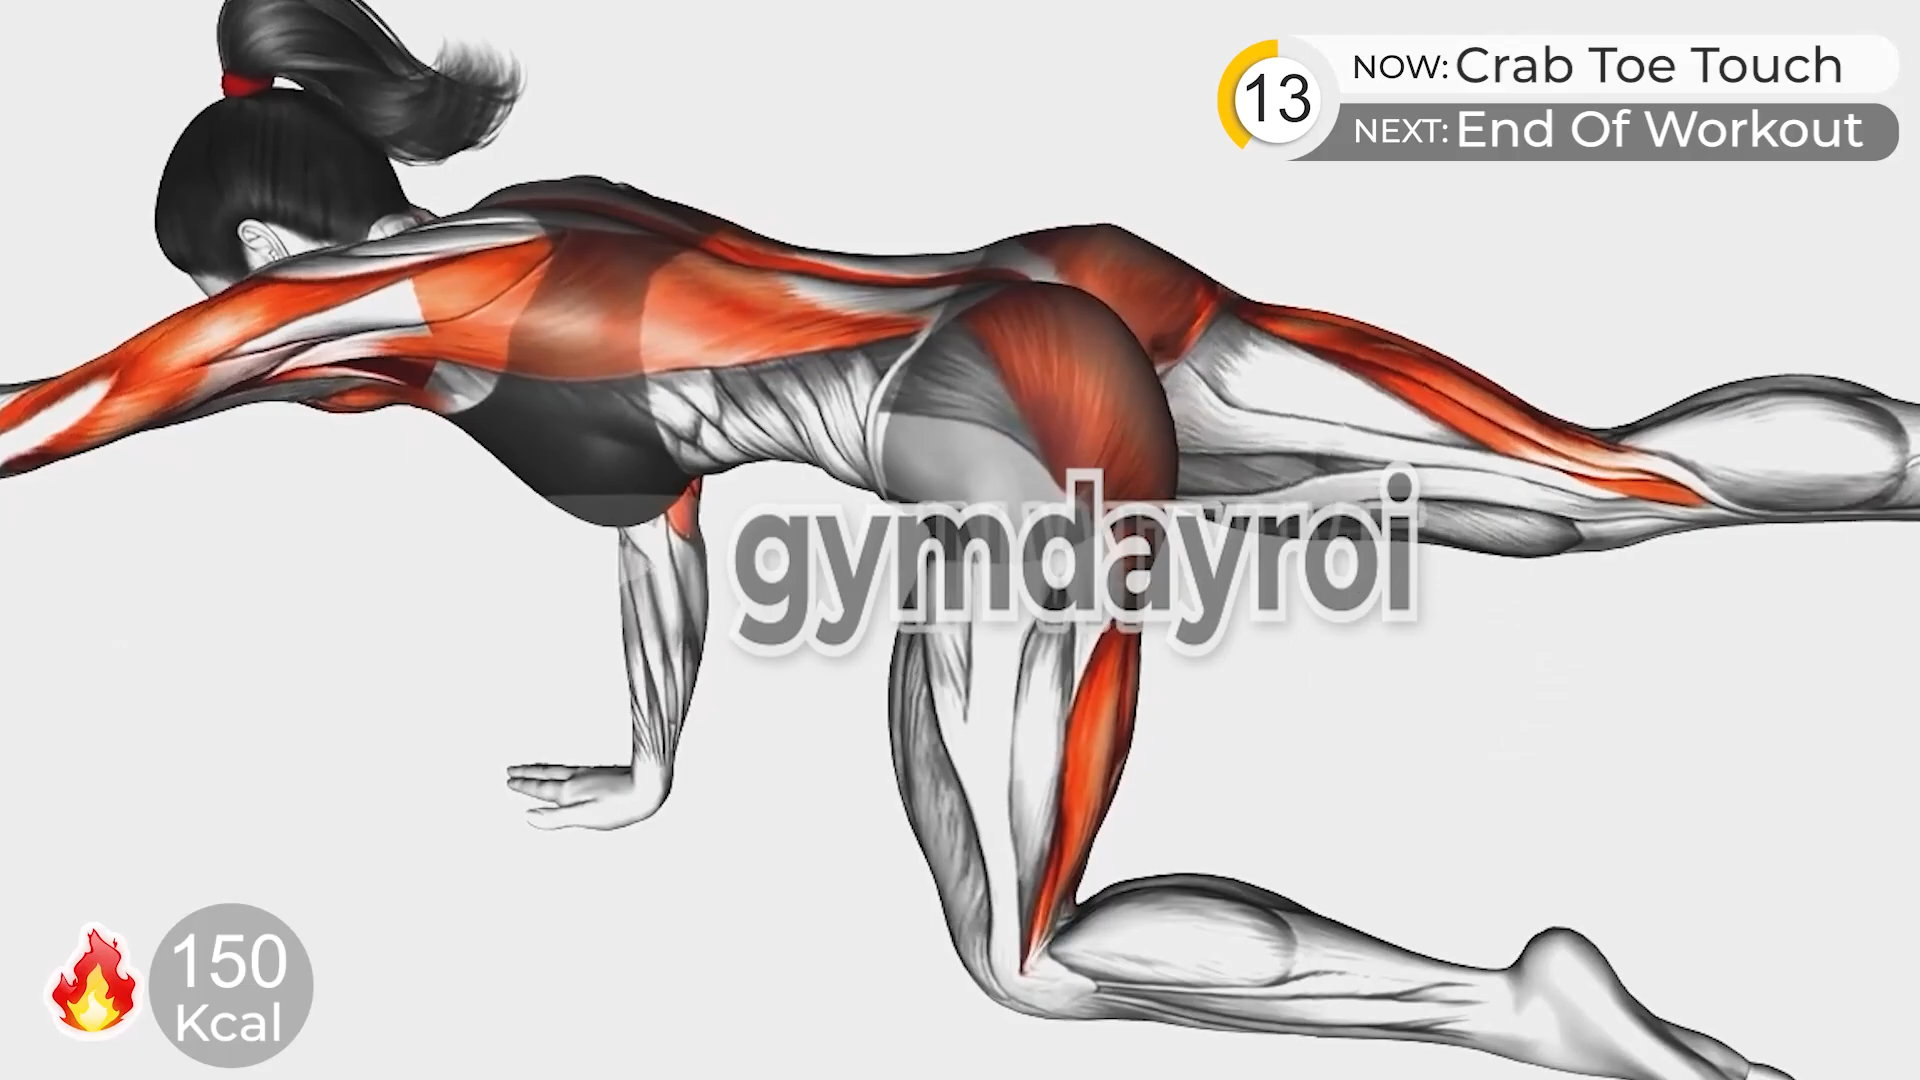 13
NOW: Crab Toe Touch
NEXT: End Of Workout
gymdayroi
150
Kcal